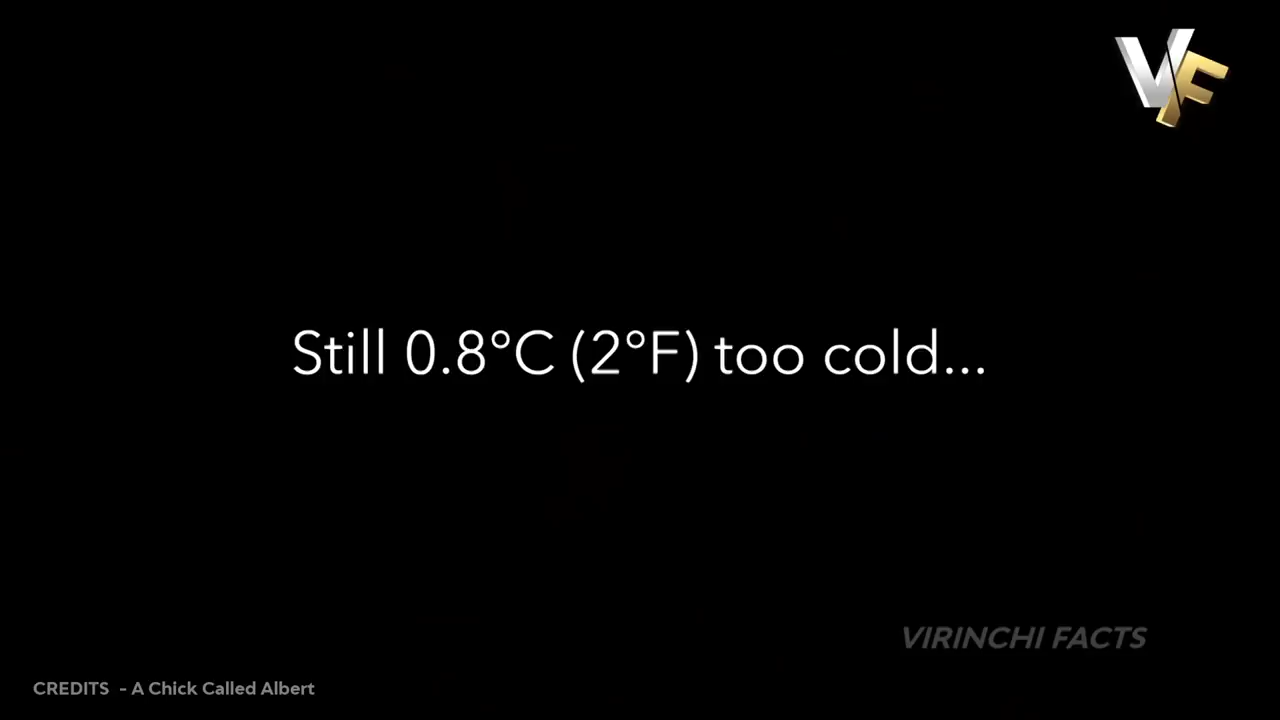 VF
Still 0.8°C (2°F) too cold...
VIRINCHI FACTS
CREDITS - A Chick Called Albert